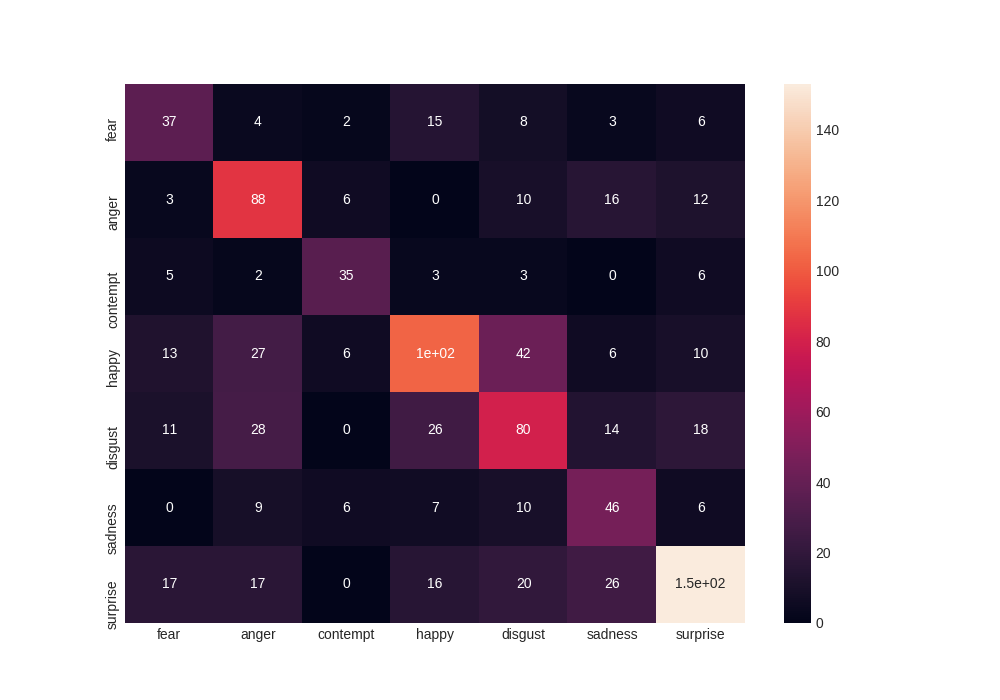 fear 37 4 2 15 8 3 6
anger 3 88 6 0 10 16 12
contempt 5 2 35 3 3 0 6
happy 13 27 6 1e+02 42 6 10
disgust 11 28 0 26 80 14 18
sadness 0 9 6 7 10 46 6
surprise 17 17 0 16 20 26 1.5e+02
fear anger contempt happy disgust sadness surprise
140
120
100
80
60
40
20
0